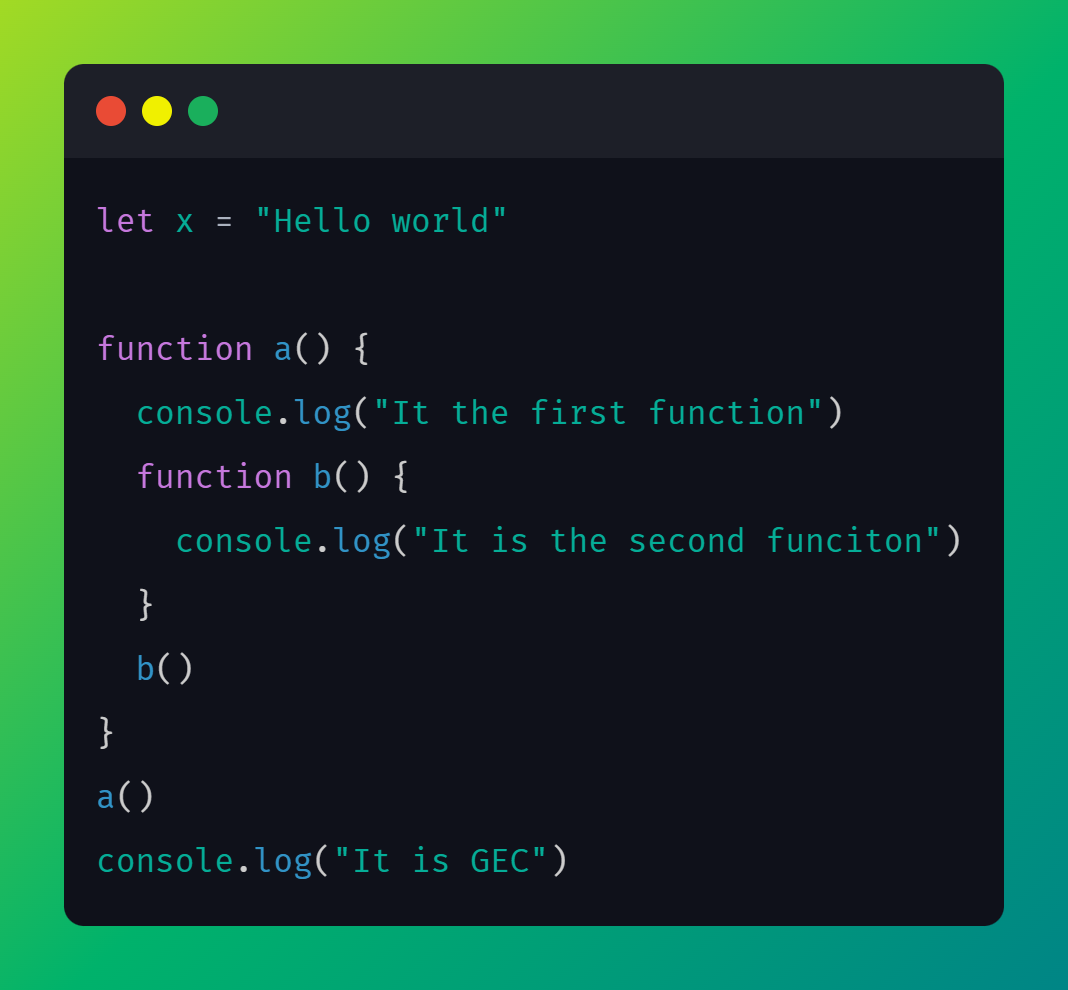 let x = "Hello world"
function a() {
  console.log("It the first function")
  function b() {
    console.log("It is the second funciton")
  }
  b()
}
a()
console.log("It is GEC")